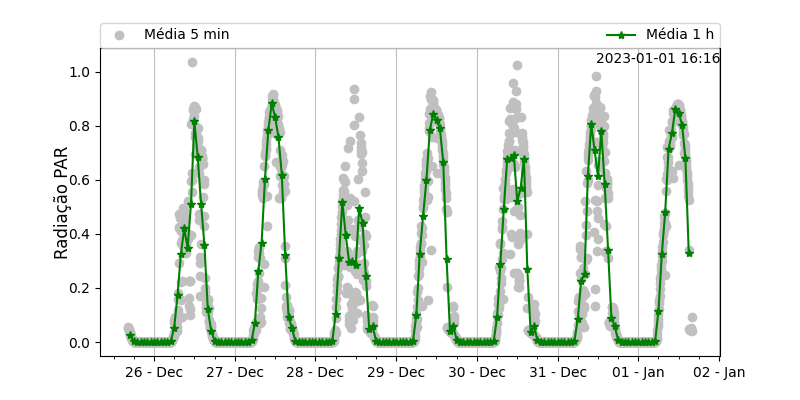 Média 5 min
Média 1 h
2023-01-01 16:16
Radiação PAR
1.0
0.8
0.6
0.4
0.2
0.0
26 - Dec
27 - Dec
28 - Dec
29 - Dec
30 - Dec
31 - Dec
01 - Jan
02 - Jan